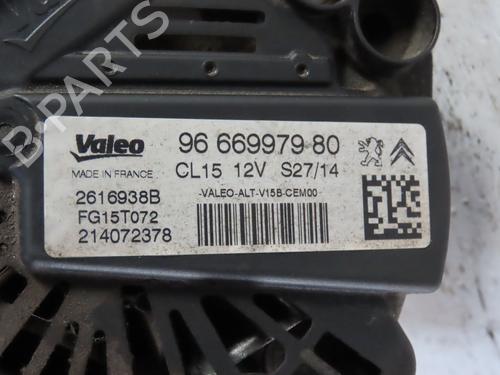 Valeo
MADE IN FRANCE
96 669979 80
CL15 12V S27/14
-VALEO-ALT-V15B-CEM00-
2616938B
FG15T072
214072378
B-PARTS